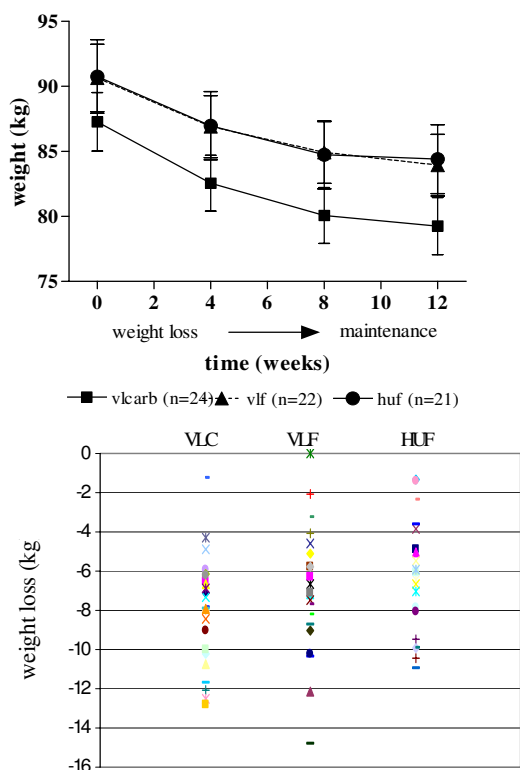 95
90
85
80
75
weight (kg)
0 2 4 6 8 10 12
weight loss maintenance
time (weeks)
vlcarb (n=24) vlf (n=22) huf (n=21)
VLC VLF HUF
0
-2
-4
-6
-8
-10
-12
-14
-16
weight loss (kg